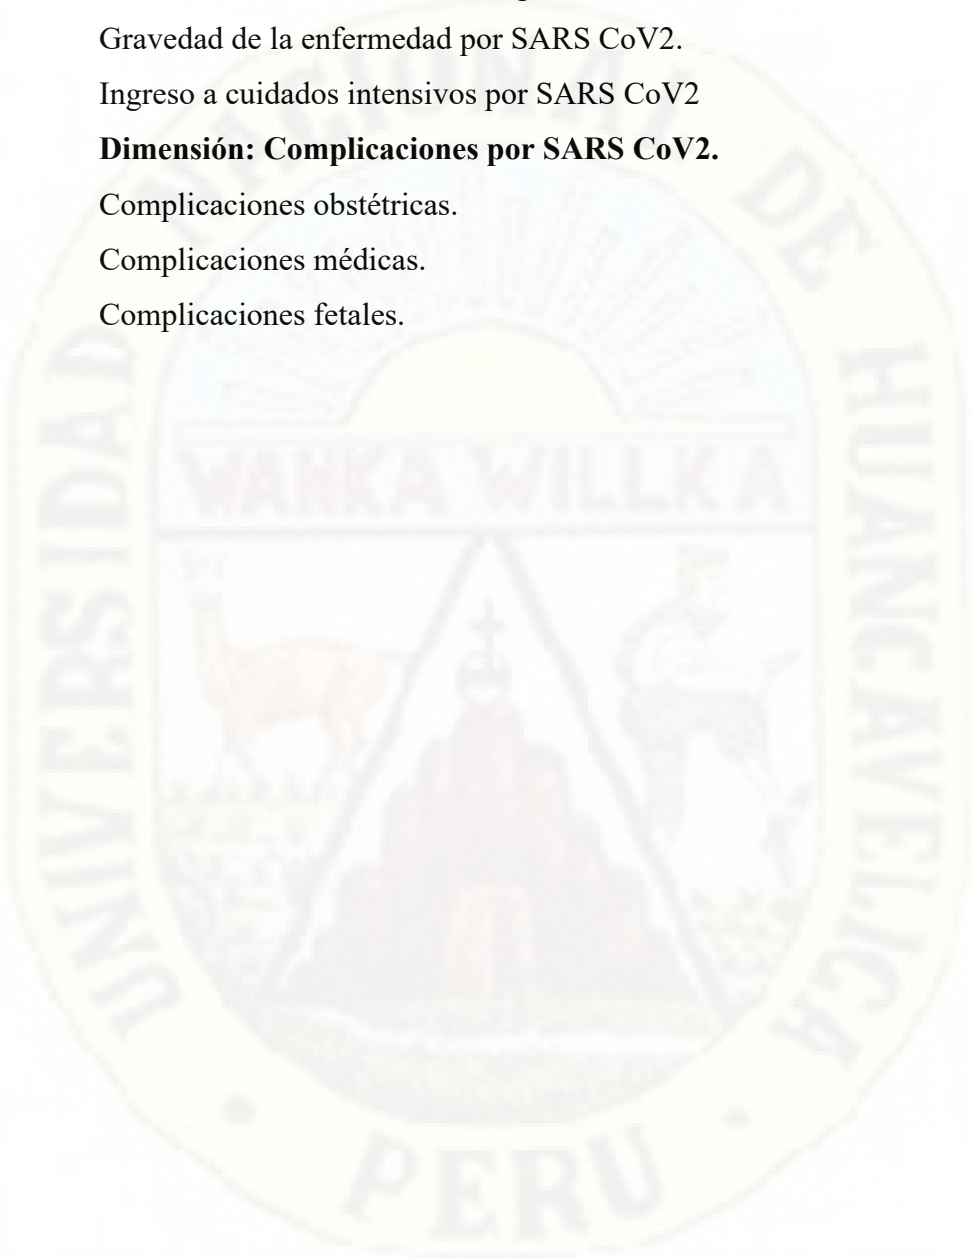 Gravedad de la enfermedad por SARS CoV2.
Ingreso a cuidados intensivos por SARS CoV2
Dimensión: Complicaciones por SARS CoV2.
Complicaciones obstétricas.
Complicaciones médicas.
Complicaciones fetales.
UNIVERSIDAD NACIONAL DE HUANCAVELICA
WANKA WILLKA
PERU